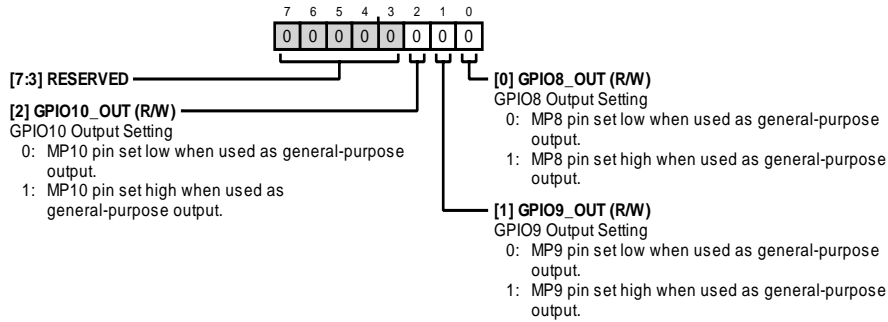 7 6 5 4 3 2 1 0
0 0 0 0 0 0 0 0
[7:3] RESERVED
[2] GPIO10_OUT (R/W)
GPIO10 Output Setting
0: MP10 pin set low when used as general-purpose
output.
1: MP10 pin set high when used as
general-purpose output.
[0] GPIO8_OUT (R/W)
GPIO8 Output Setting
0: MP8 pin set low when used as general-purpose
output.
1: MP8 pin set high when used as general-purpose
output.
[1] GPIO9_OUT (R/W)
GPIO9 Output Setting
0: MP9 pin set low when used as general-purpose
output.
1: MP9 pin set high when used as general-purpose
output.